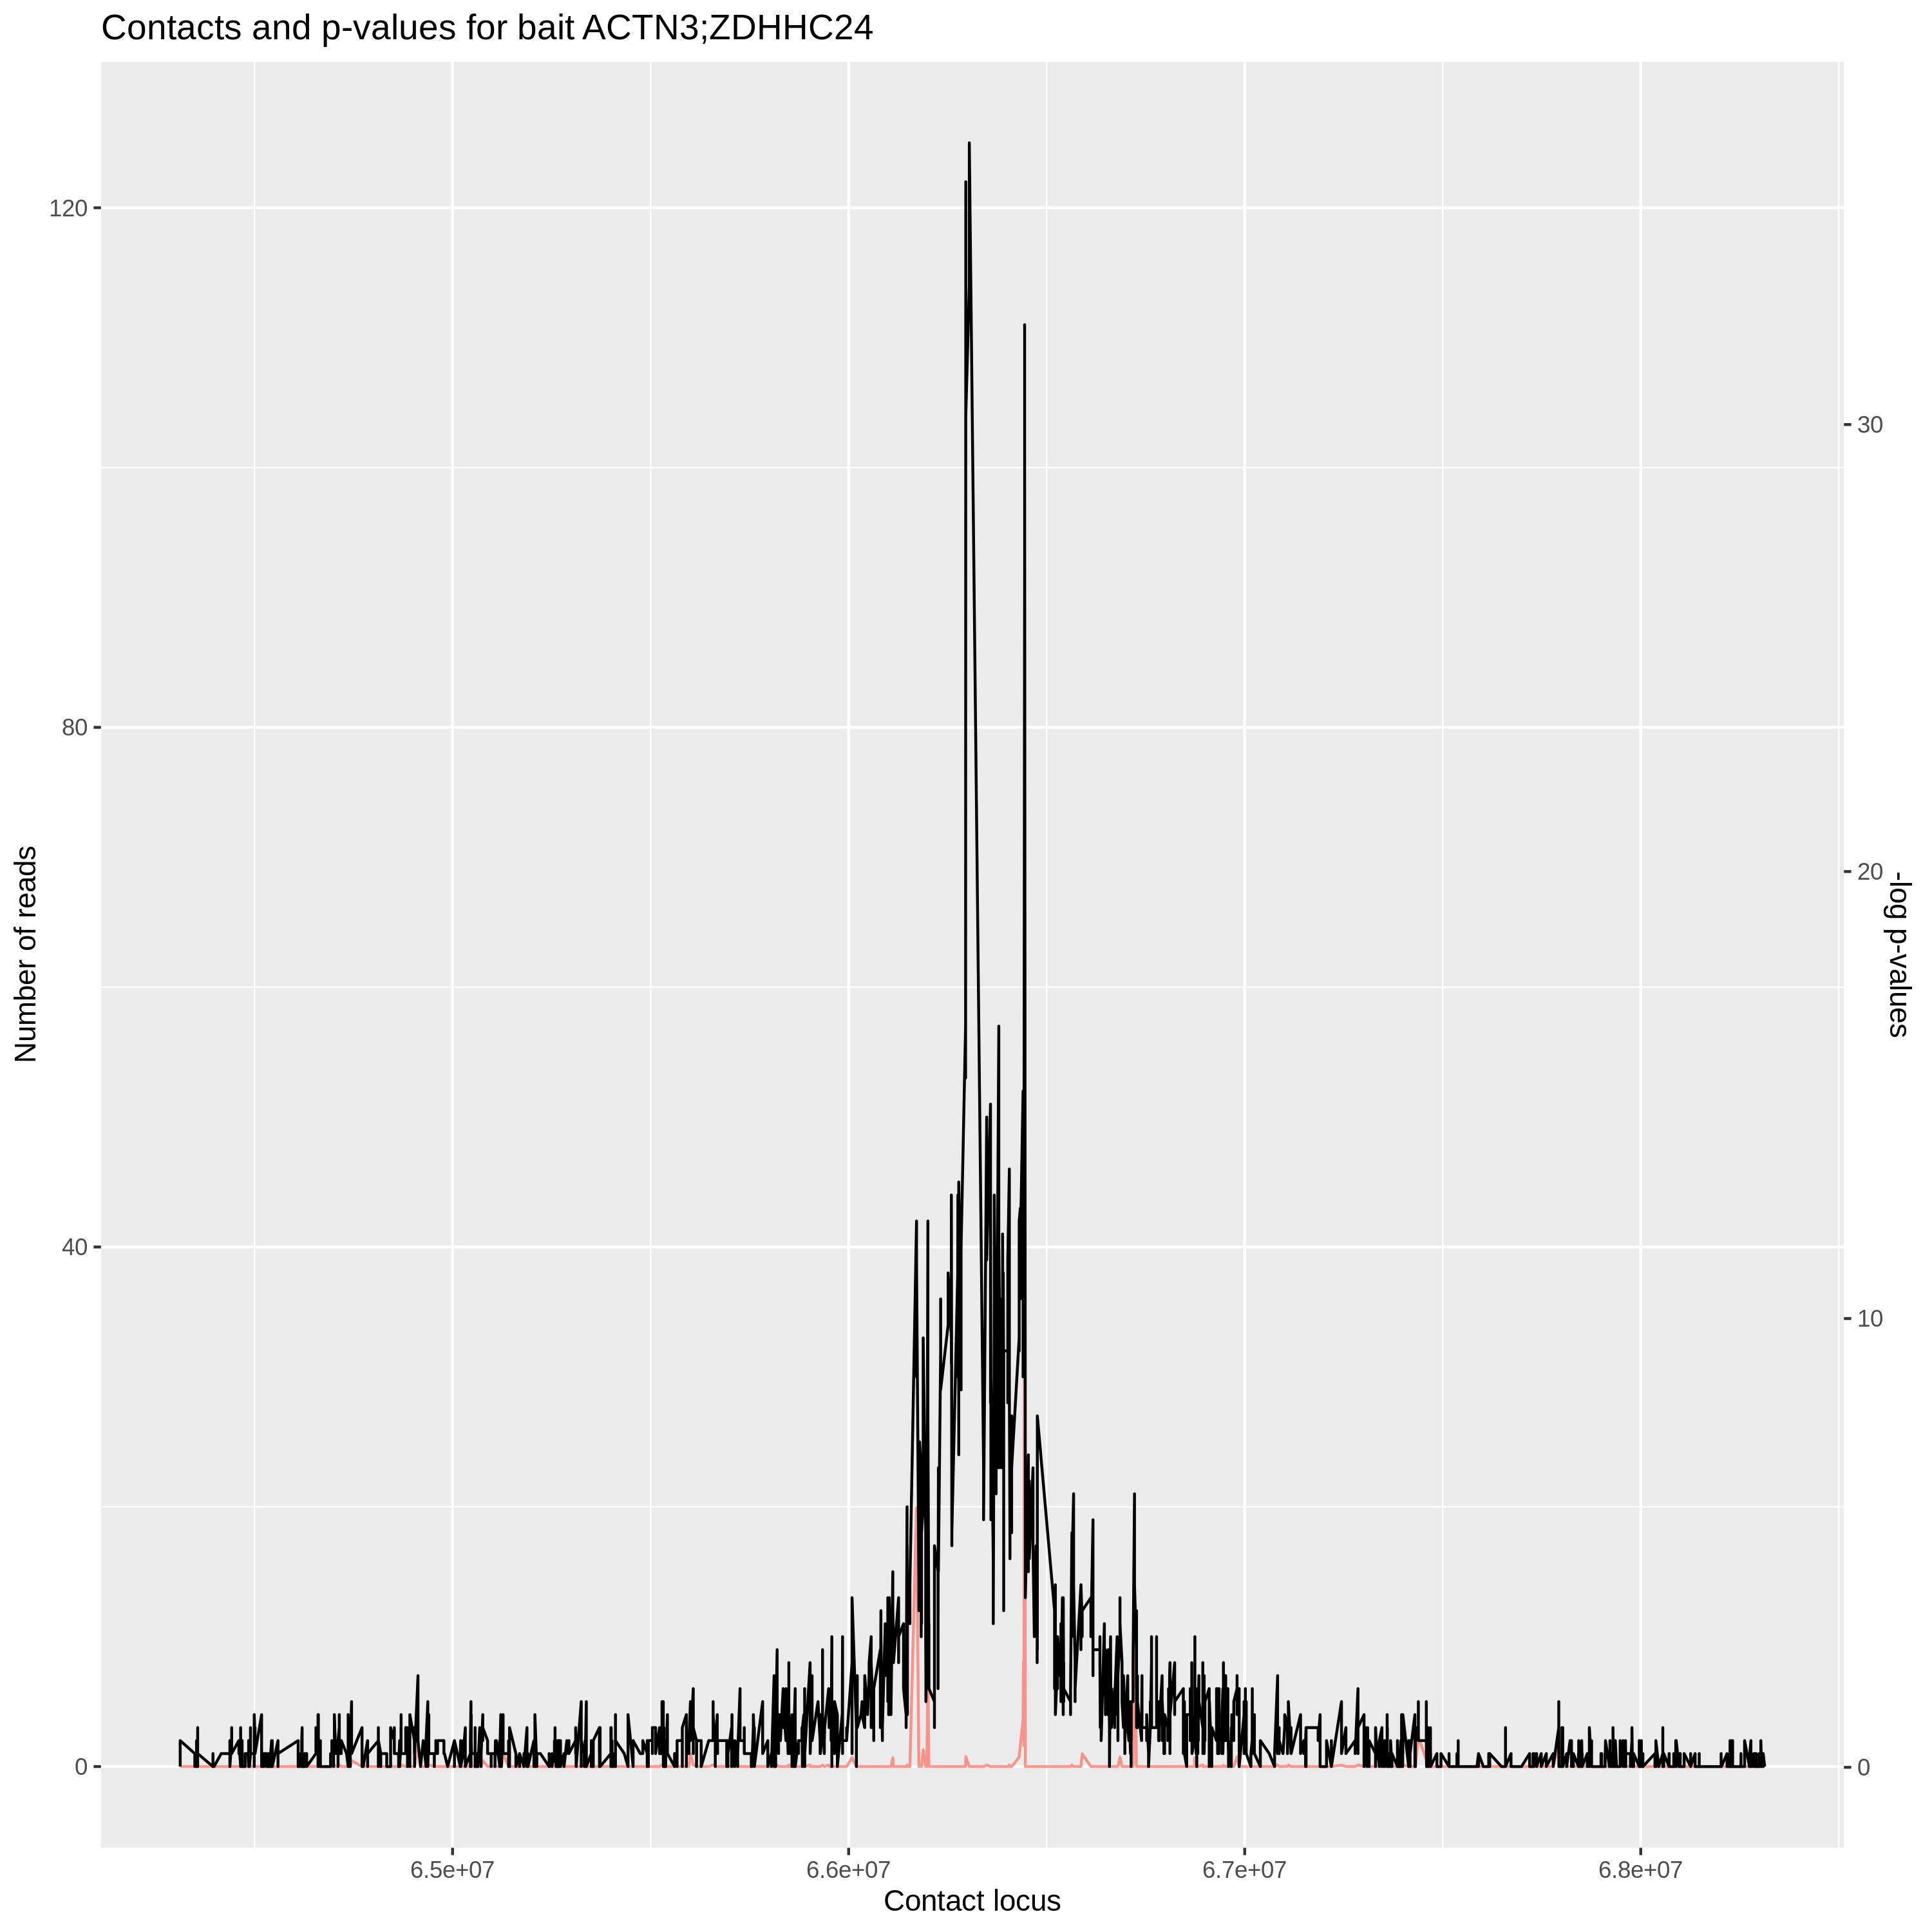 Contacts and p-values for bait ACTN3;ZDHHC24
120
80
40
0
Number of reads
30
20
10
0
-log p-values
6.5e+07 6.6e+07 6.7e+07 6.8e+07
Contact locus